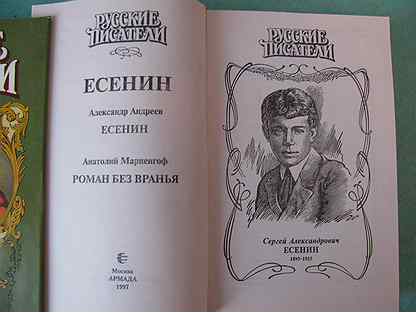 РУССКИЕ
ПИСАТЕЛИ
ЕСЕНИН
Александр Андреев
ЕСЕНИН
Анатолий Мариенгоф
РОМАН БЕЗ ВРАНЬЯ
Москва
АРМАДА
1997
РУССКИЕ
ПИСАТЕЛИ
Сергей Александрович
ЕСЕНИН
1895-1925